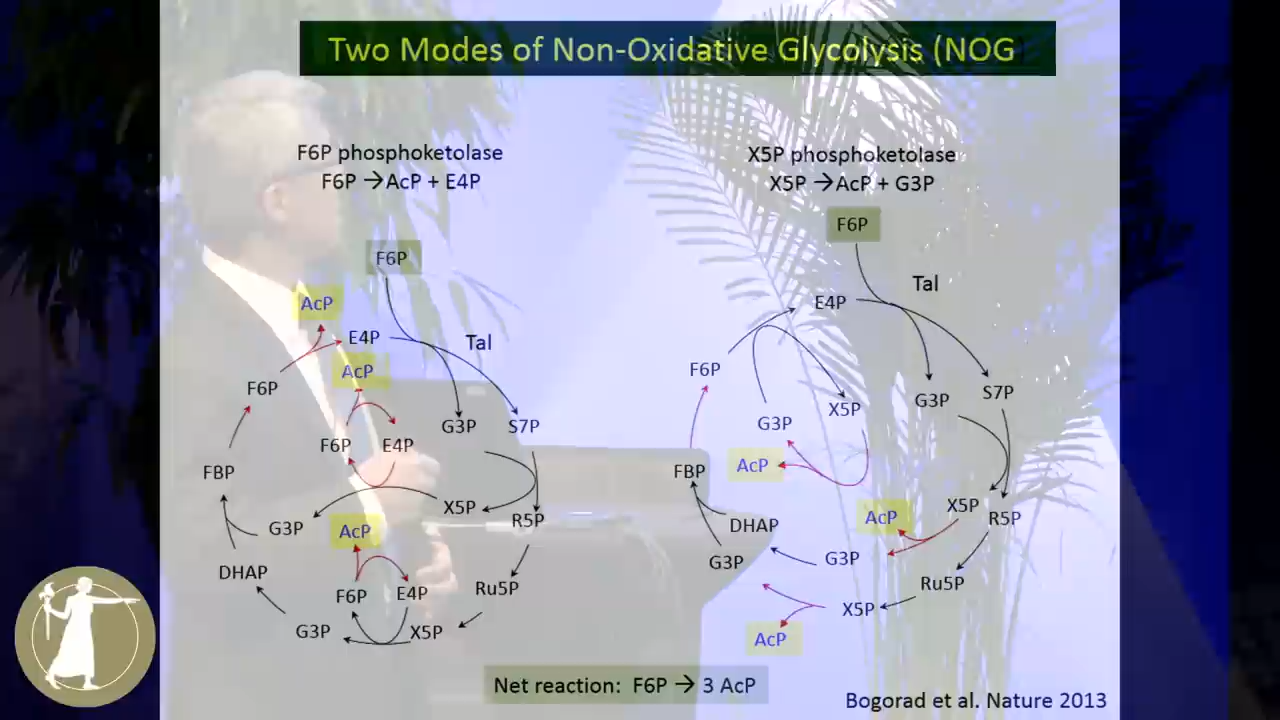 Two Modes of Non-Oxidative Glycolysis (NOG
F6P phosphoketolase
F6P → AcP + E4P
X5P phosphoketolase
X5P → AcP + G3P
F6P
AcP
E4P
Tal
AcP
F6P
G3P
S7P
F6P
E4P
FBP
X5P
R5P
G3P
AcP
DHAP
Ru5P
F6P
E4P
G3P
X5P
F6P
Tal
E4P
F6P
G3P
S7P
X5P
G3P
FBP
AcP
X5P
R5P
AcP
DHAP
G3P
G3P
Ru5P
X5P
AcP
Net reaction: F6P → 3 AcP
Bogorad et al. Nature 2013